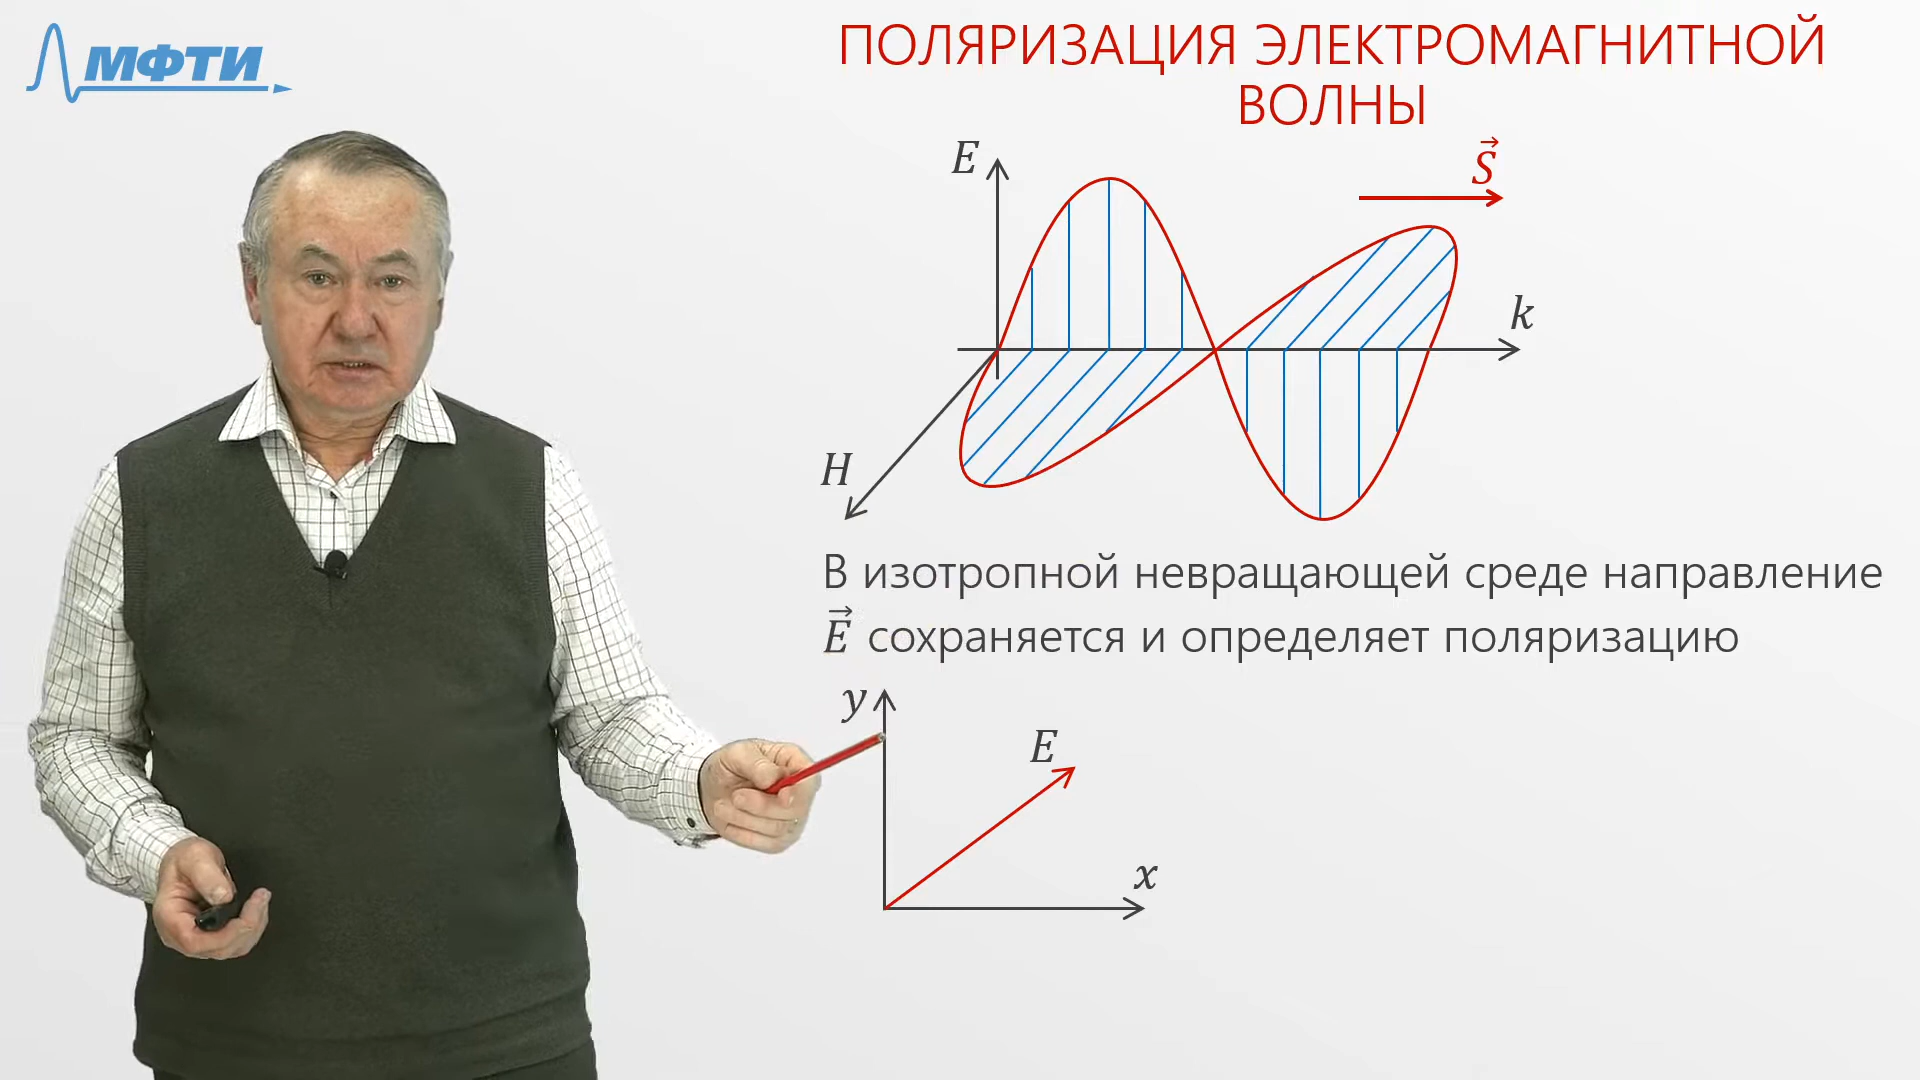 МФТИ
ПОЛЯРИЗАЦИЯ ЭЛЕКТРОМАГНИТНОЙ
ВОЛНЫ
E
S⃗
k
H
В изотропной невращающей среде направление
E⃗ сохраняется и определяет поляризацию
y
E
x